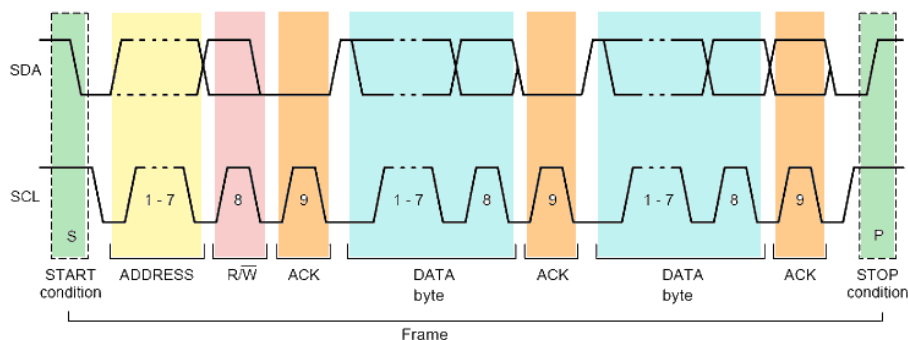 SDA
SCL
1 - 7
8
9
1 - 7
8
9
1 - 7
8
9
S
P
START
condition
ADDRESS
R/W̅
ACK
DATA
byte
ACK
DATA
byte
ACK
STOP
condition
Frame